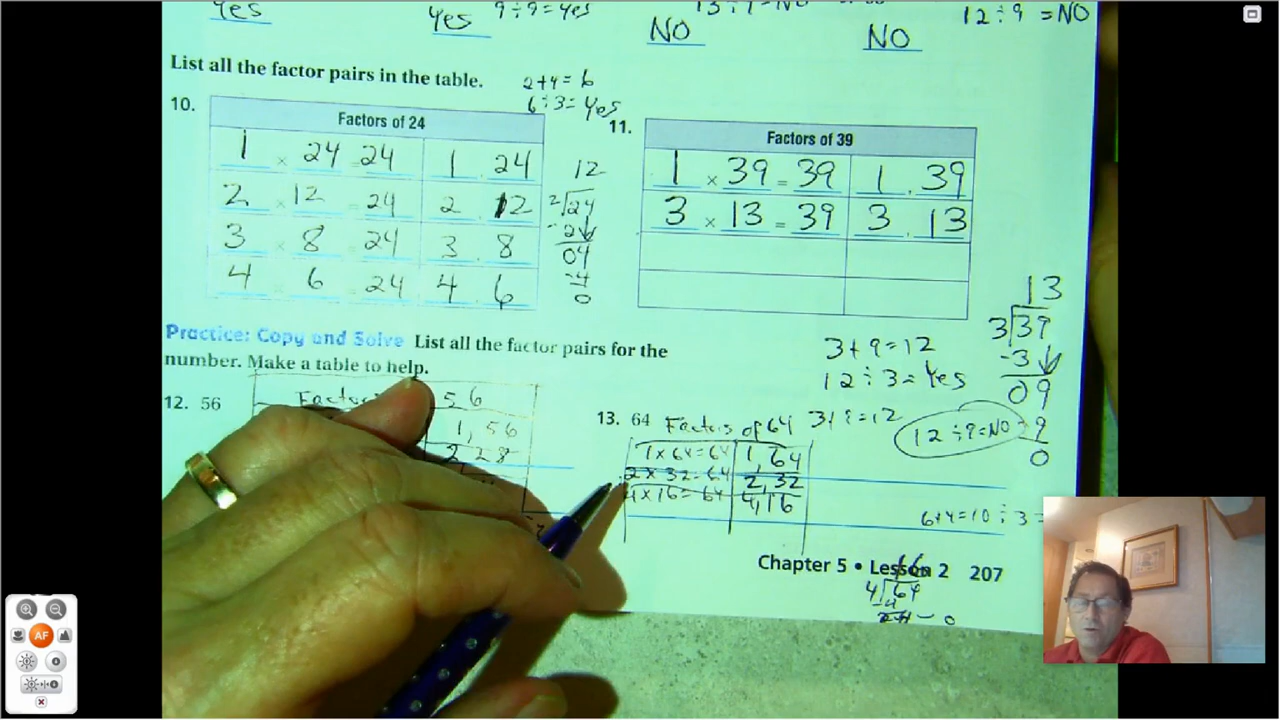 Yes
Yes 9÷9=Yes
NO
NO
12÷9 = NO
List all the factor pairs in the table.
2+4=6
6÷3=Yes
10.
Factors of 24
1 × 24 = 24 1, 24
2 × 12 = 24 2, 12
3 × 8 = 24 3, 8
4 6 24 4, 6
12
2)24
-2
04
-4
0
11.
Factors of 39
1 × 39 = 39 1, 39
3 × 13 = 39 3, 13
13
3)39
-3
09
-9
0
3+9=12
12÷3=Yes
12÷9=NO
Practice: Copy and Solve List all the factor pairs for the
number. Make a table to help.
12. 56
56
1, 56
2, 28
13. 64 Factors of 64
1×64=64 1, 64
2×32=64 2, 32
4×16=64 4, 16
6+4=10÷3=
16
4)64
Chapter 5 • Lesson 2 207
AF